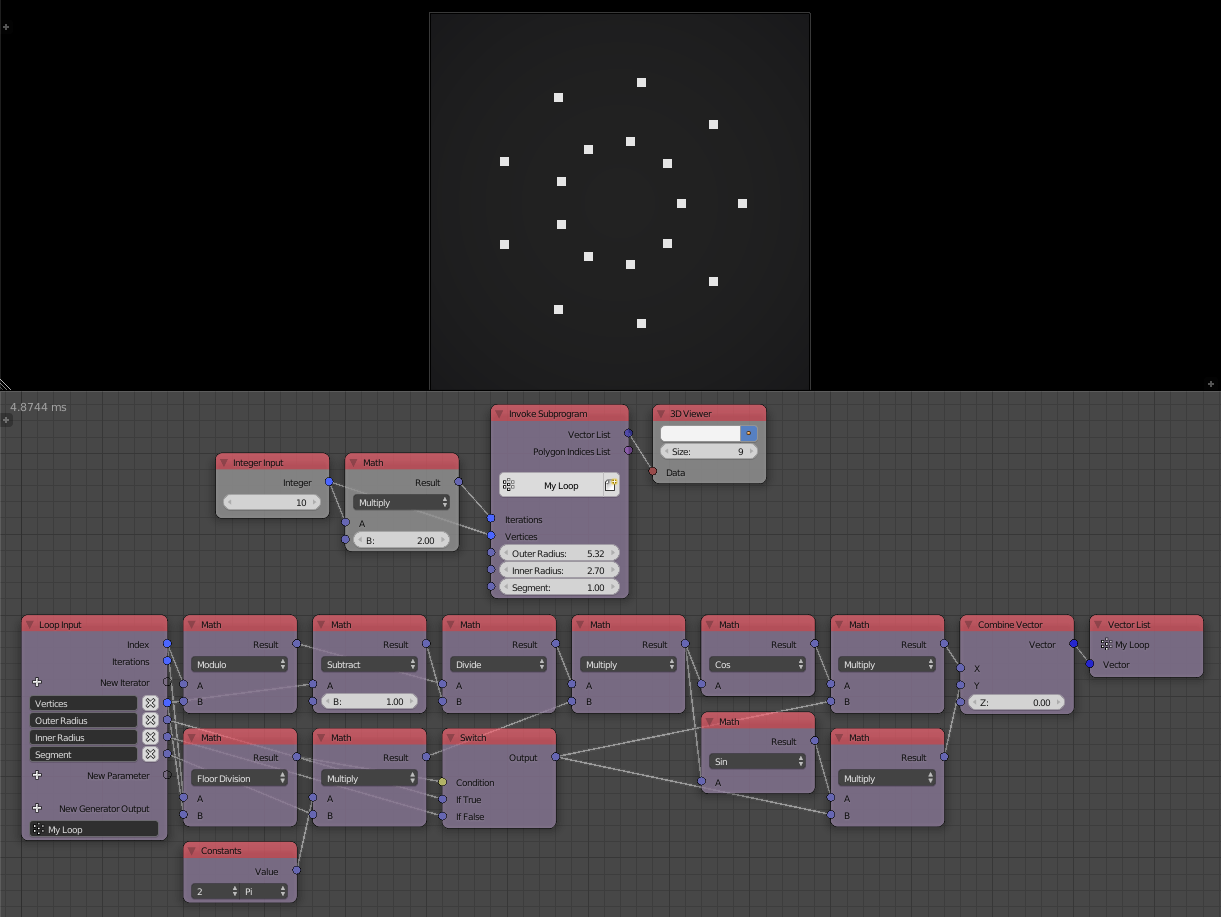 4.8744 ms
Invoke Subprogram
3D Viewer
Vector List
Polygon Indices List
Size: 9
Data
My Loop
Iterations
Vertices
Outer Radius: 5.32
Inner Radius: 2.70
Segment: 1.00
Integer Input
Integer
10
Math
Result
Multiply
A
B: 2.00
Loop Input
Index
Iterations
New Iterator
Vertices
Outer Radius
Inner Radius
Segment
New Parameter
New Generator Output
My Loop
Math
Result
Modulo
A
B
Math
Result
Subtract
A
B: 1.00
Math
Result
Divide
A
B
Math
Result
Multiply
A
B
Math
Result
Cos
A
Math
Result
Multiply
A
B
Combine Vector
Vector
X
Y
Z: 0.00
Vector List
My Loop
Vector
Math
Result
Floor Division
A
B
Math
Result
Multiply
A
B
Switch
Output
Condition
If True
If False
Math
Result
Sin
A
Math
Result
Multiply
A
B
Constants
Value
2 Pi